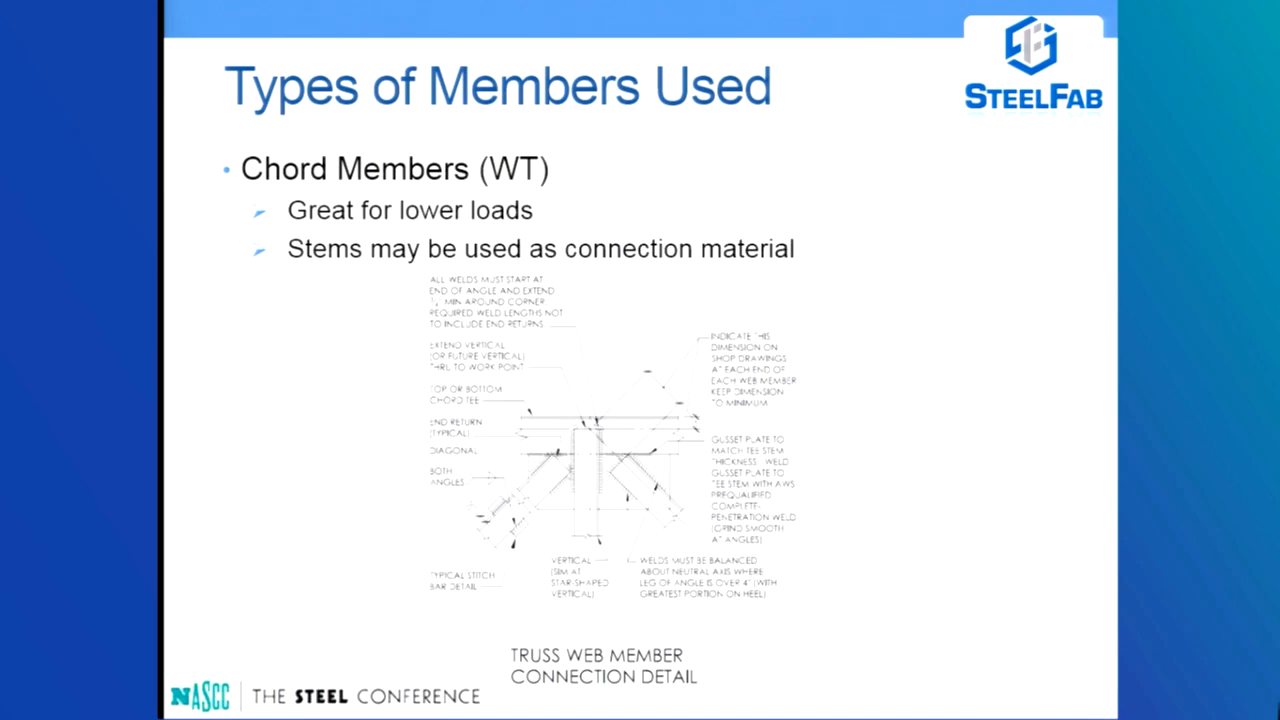 Types of Members Used
STEELFAB
• Chord Members (WT)
Great for lower loads
Stems may be used as connection material
ALL WELDS MUST START AT
END OF ANGLE AND EXTEND
MIN AROUND CORNER
REQUIRED WELD LENGTHS NOT
TO INCLUDE END RETURNS
EXTEND VERTICAL
(OR FUTURE VERTICAL)
THRU TO WORK POINT
TOP OR BOTTOM
CHORD TEE
END RETURN
(TYPICAL)
DIAGONAL
BOTH
ANGLES
TYPICAL STITCH
BAR DETAIL
INDICATE THIS
DIMENSION ON
SHOP DRAWINGS
AT EACH END OF
EACH WEB MEMBER
KEEP DIMENSION
TO MINIMUM
GUSSET PLATE TO
MATCH TEE STEM
THICKNESS WELD
GUSSET PLATE TO
TEE STEM WITH AWS
PREQUALIFIED
COMPLETE-
PENETRATION WELD
(GRIND SMOOTH
AT ANGLES)
VERTICAL
(SIM AT
STAR-SHAPED
VERTICAL)
WELDS MUST BE BALANCED
ABOUT NEUTRAL AXIS WHERE
LEG OF ANGLE IS OVER 4" (WITH
GREATEST PORTION ON HEEL)
TRUSS WEB MEMBER
CONNECTION DETAIL
NASCC THE STEEL CONFERENCE